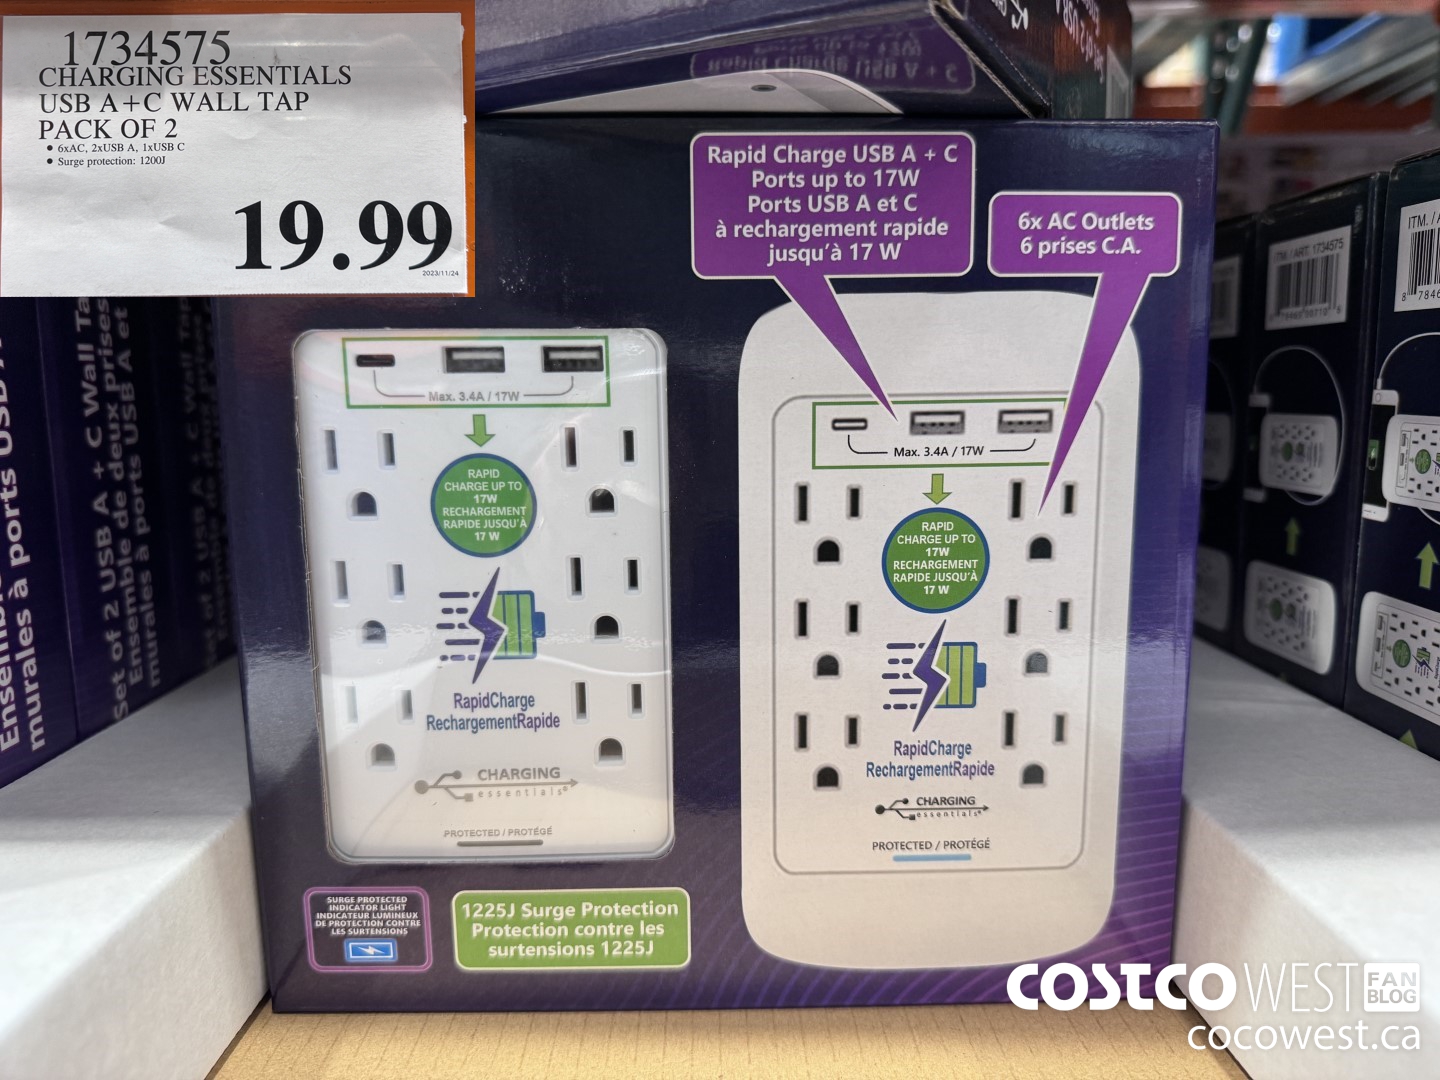 1734575
CHARGING ESSENTIALS
USB A+C WALL TAP
PACK OF 2
• 6xAC, 2xUSB A, 1xUSB C
• Surge protection: 1200J
19.99
2023/11/24
Rapid Charge USB A + C
Ports up to 17W
Ports USB A et C
à rechargement rapide
jusqu'à 17 W
6x AC Outlets
6 prises C.A.
Max. 3.4A / 17W
RAPID
CHARGE UP TO
17W
RECHARGEMENT
RAPIDE JUSQU'À
17 W
RapidCharge
RechargementRapide
CHARGING
essentials®
PROTECTED / PROTÉGÉ
Max. 3.4A / 17W
RAPID
CHARGE UP TO
17W
RECHARGEMENT
RAPIDE JUSQU'À
17 W
RapidCharge
RechargementRapide
CHARGING
essentials®
PROTECTED / PROTÉGÉ
SURGE PROTECTED
INDICATOR LIGHT
INDICATEUR LUMINEUX
DE PROTECTION CONTRE
LES SURTENSIONS
1225J Surge Protection
Protection contre les
surtensions 1225J
murales à ports USB A
Set of 2 USB A + C Wall Ta
Ensemble de deux prises
murales à ports USB A et
ITM. / ART. 1734575
ITM. / A
COSTCO WEST FAN
BLOG
cocowest.ca